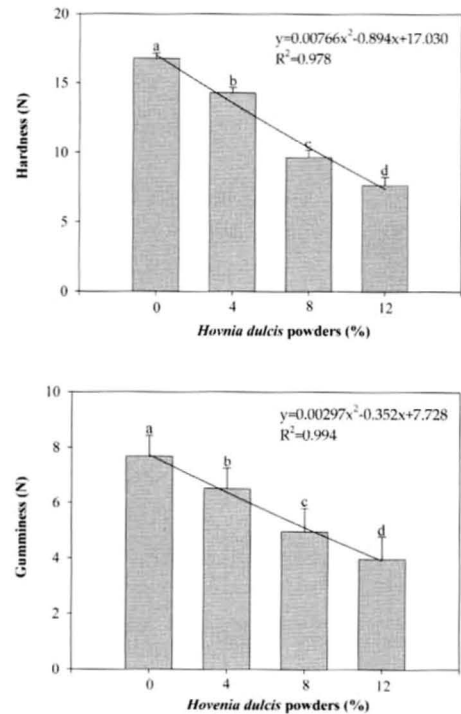 20
y=0.00766x²-0.894x+17.030
R²=0.978
a
15
b
Hardness (N)
10
c
d
5
0
0 4 8 12
Hovnia dulcis powders (%)
10
y=0.00297x²-0.352x+7.728
R²=0.994
a
8
b
Gumminess (N)
6
c
d
4
2
0
0 4 8 12
Hovenia dulcis powders (%)